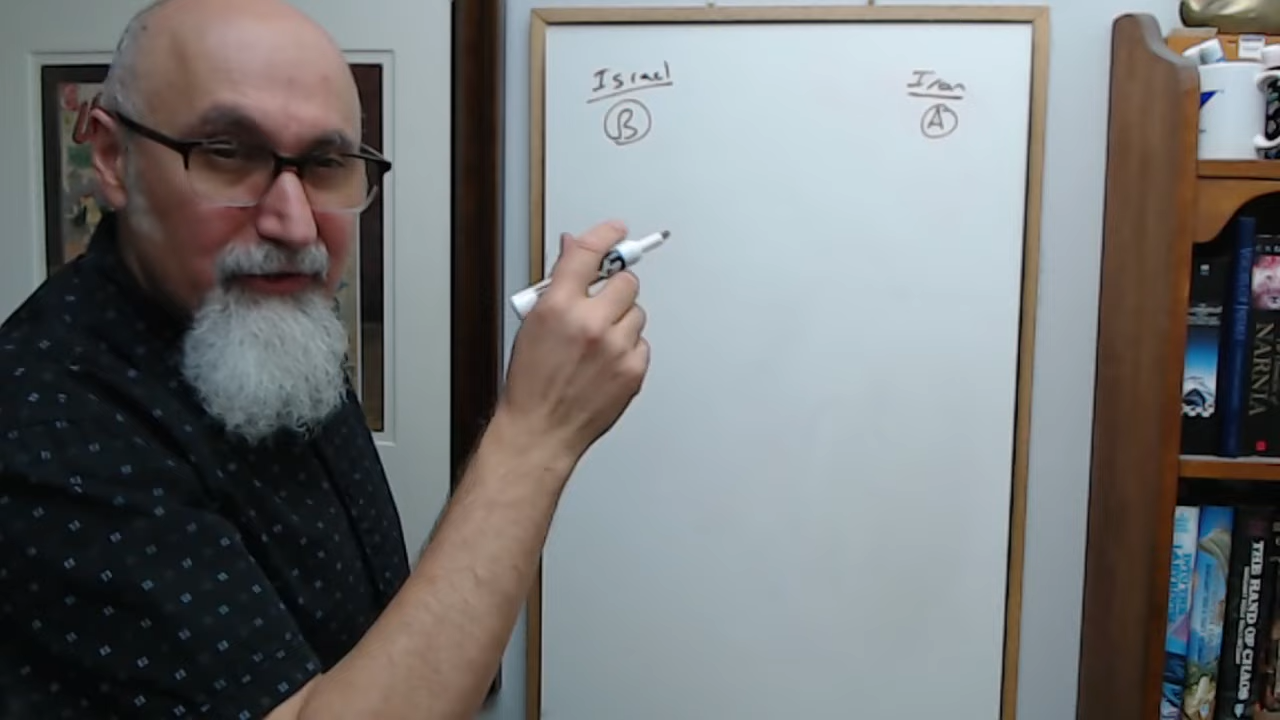 Israel
B
Iran
A
NARNIA
THE HAND OF CHAOS